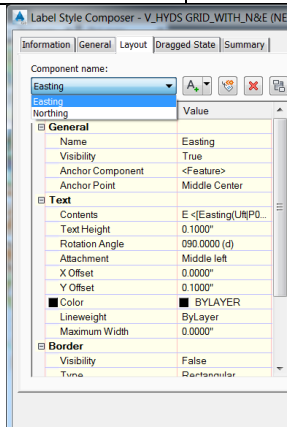 Label Style Composer - V_HYDS GRID_WITH_N&E (NE
Information General Layout Dragged State Summary
Component name:
Easting
Easting
Northing
Value
General
Name Easting
Visibility True
Anchor Component <Feature>
Anchor Point Middle Center
Text
Contents E <[Easting(Uft|P0...
Text Height 0.1000"
Rotation Angle 090.0000 (d)
Attachment Middle left
X Offset 0.0000"
Y Offset 0.1000"
Color BYLAYER
Lineweight ByLayer
Maximum Width 0.0000"
Border
Visibility False
Type Rectangular